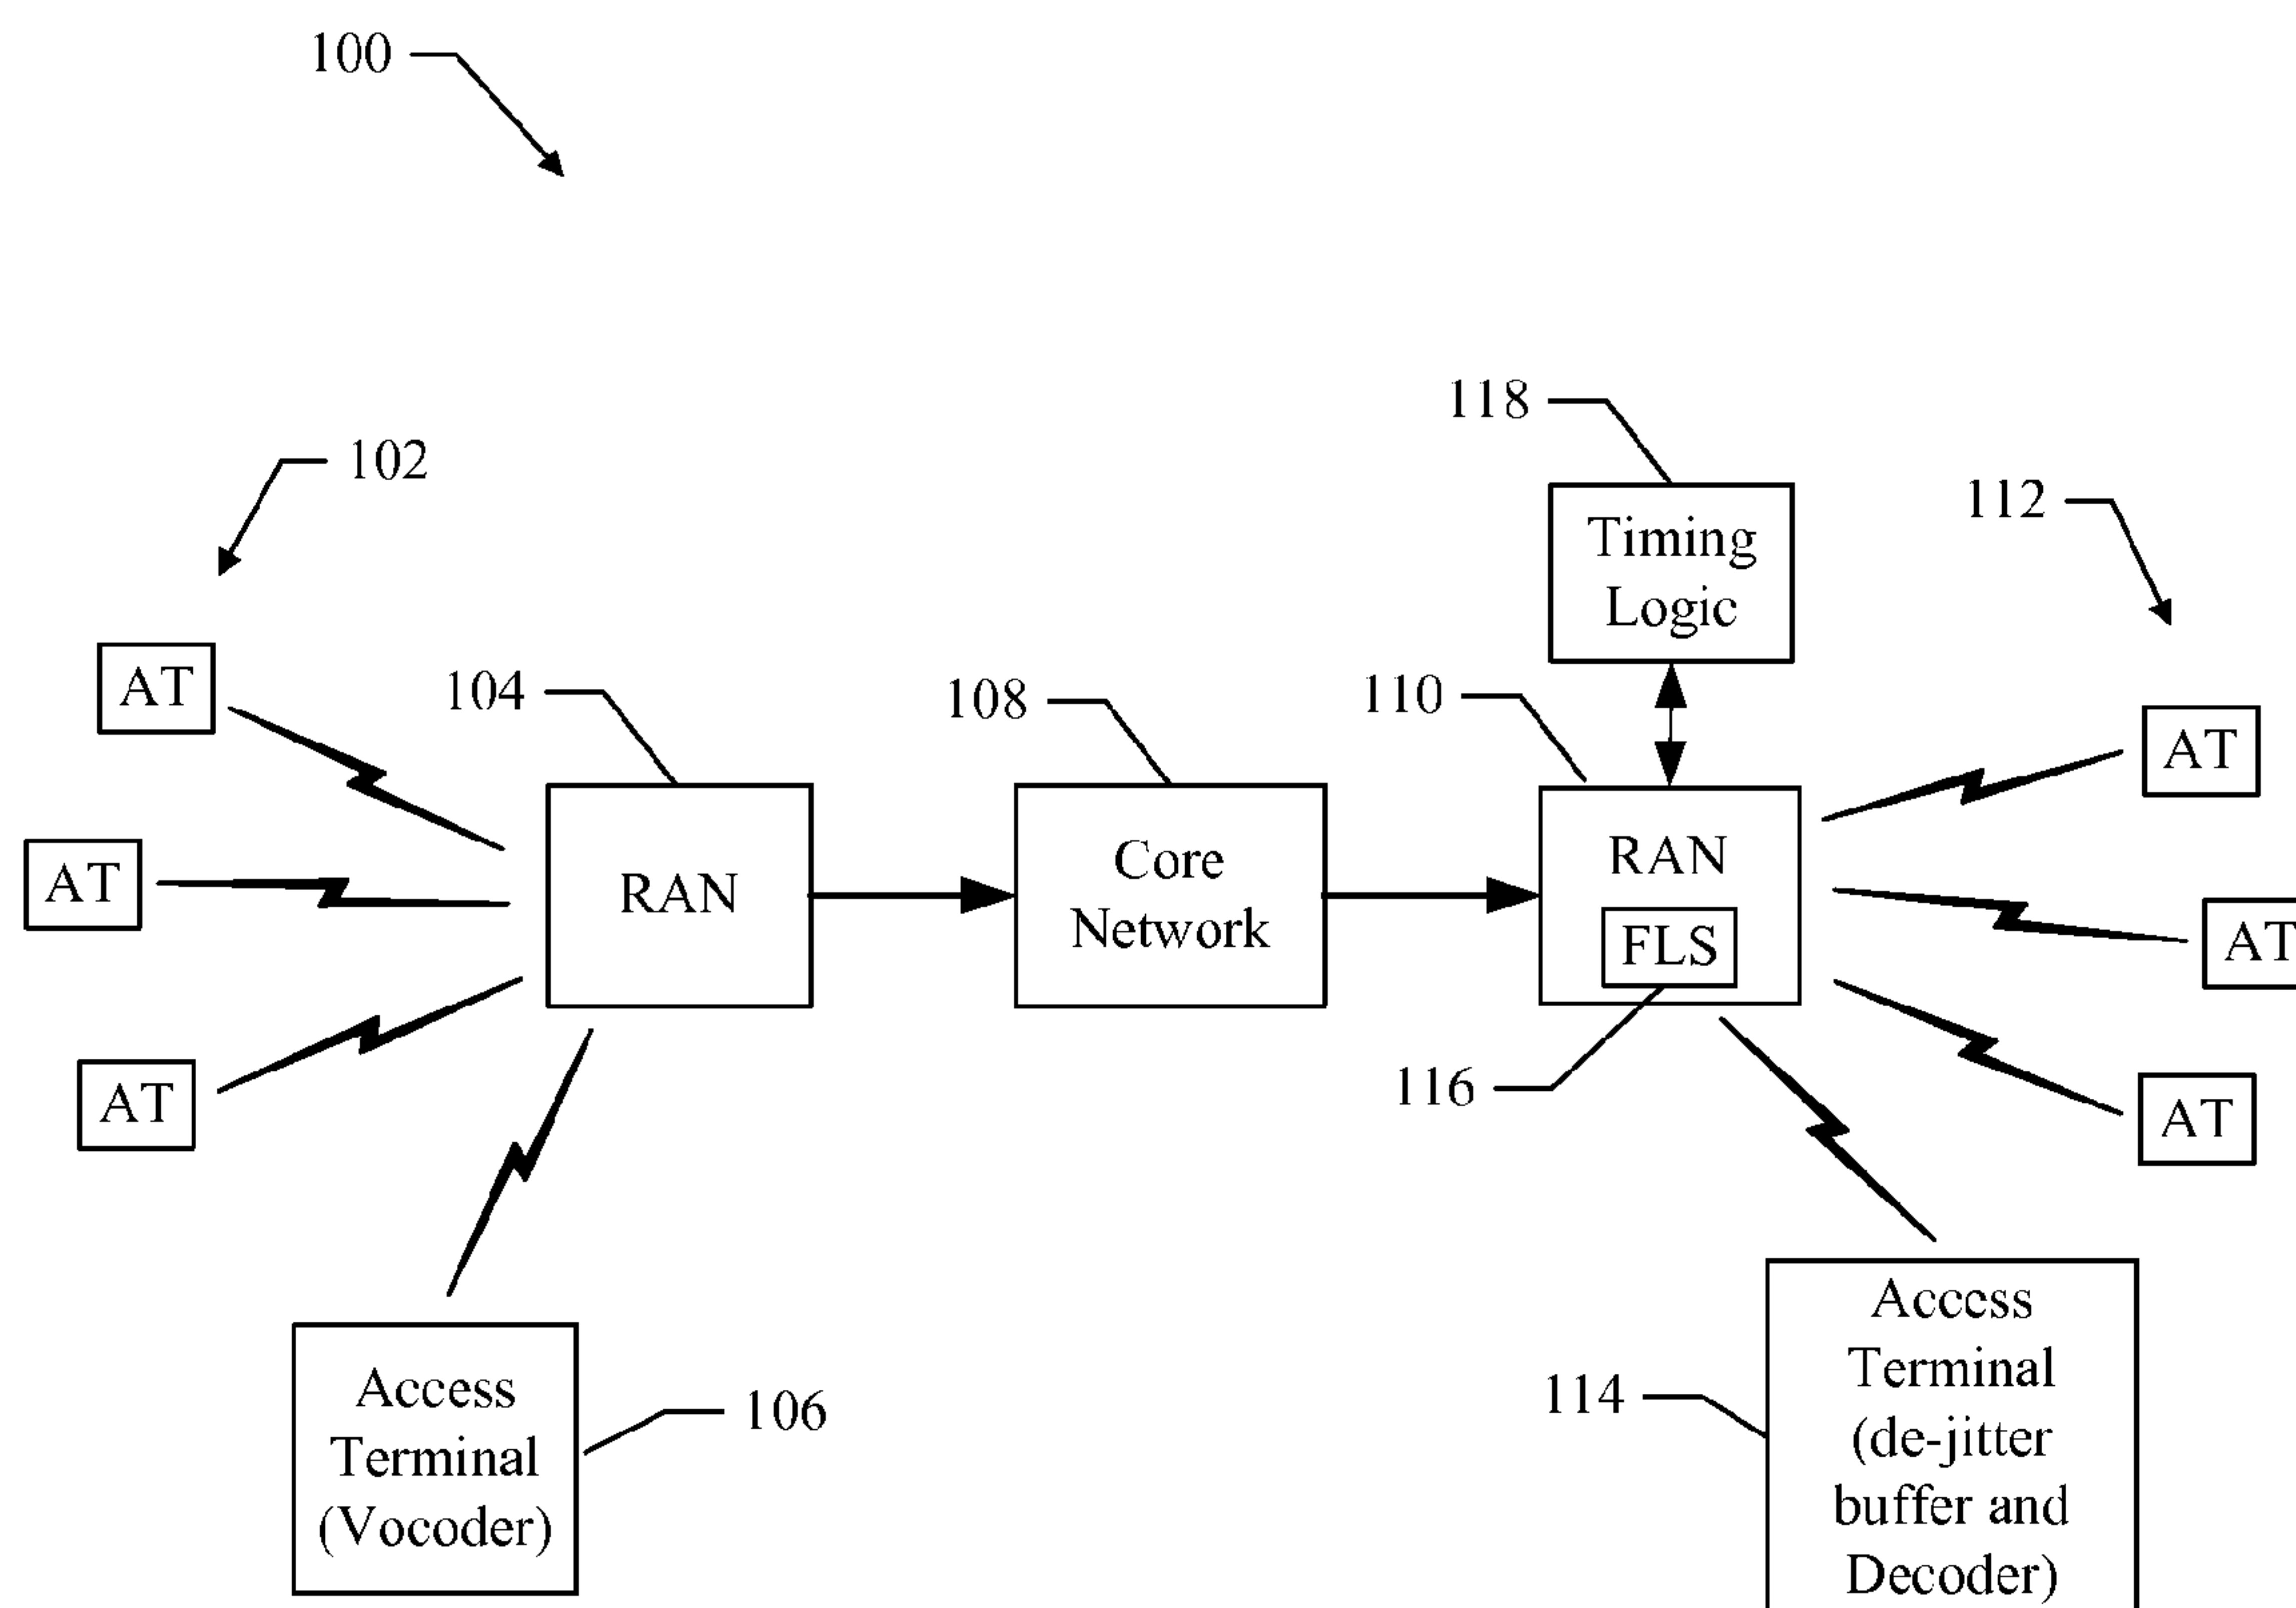 100
118
102
112
Timing
Logic
AT
104
108
110
AT
AT
RAN
Core
Network
RAN
FLS
AT
AT
116
AT
Access
Terminal
(Vocoder)
106
114
Access
Terminal
(de-jitter
buffer and
Decoder)